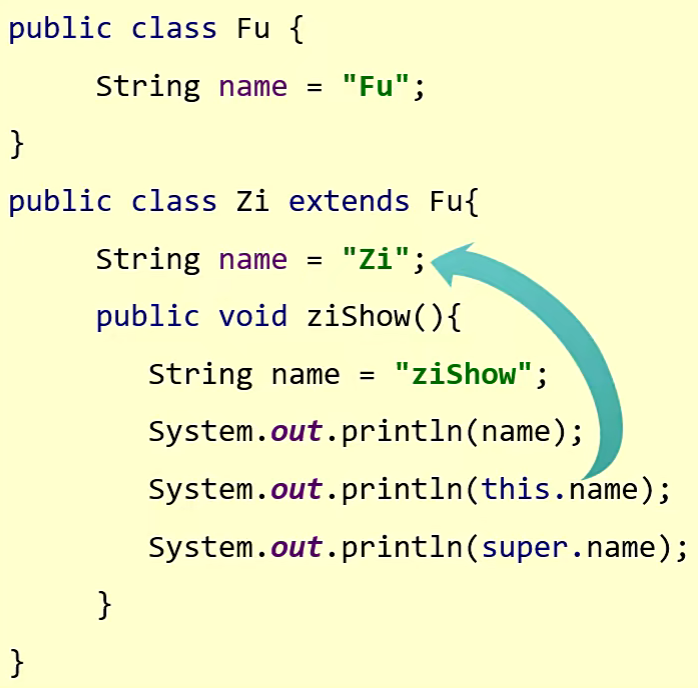 public class Fu {
String name = "Fu";
}
public class Zi extends Fu{
String name = "Zi";
public void ziShow(){
String name = "ziShow";
System.out.println(name);
System.out.println(this.name);
System.out.println(super.name);
}
}